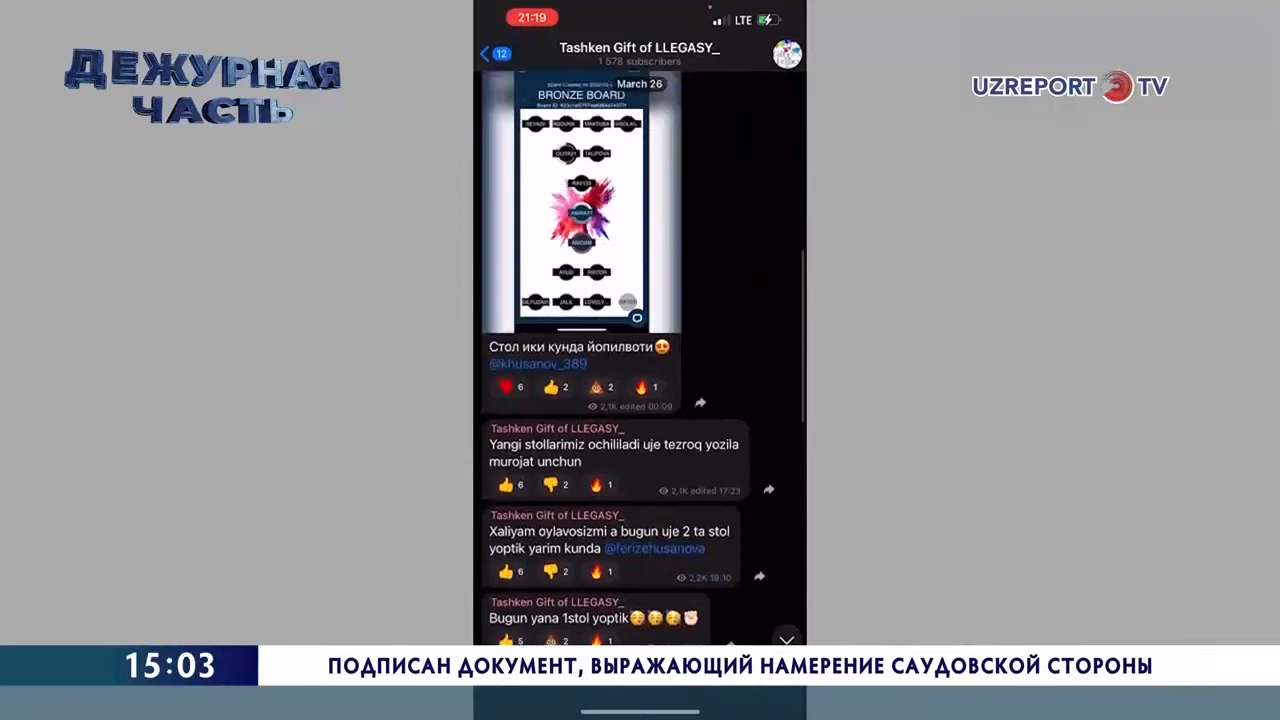 21:19
LTE
ДЕЖУРНАЯ
ЧАСТЬ
UZREPORT TV
12
Tashken Gift of LLEGASY_
1 578 subscribers
March 26
BRONZE BOARD
JALIL
Стол ики кунда йопилвоти😍
@khusanov_389
❤️ 6 👍 2 💩 2 🔥 1
2,1K edited 00:09
Tashken Gift of LLEGASY_
Yangi stollarimiz ochililadi uje tezroq yozila
murojat unchun
👍 6 👎 2 🔥 1
2,1K edited 17:23
Tashken Gift of LLEGASY_
Xaliyam oylavosizmi a bugun uje 2 ta stol
yoptik yarim kunda @ferizehusanova
👍 6 👎 2 🔥 1
2,2K 18:10
Tashken Gift of LLEGASY_
Bugun yana 1stol yoptik🥳🥳🥳✊🏻
👍 5 💩 2 🔥 1
15:03
ПОДПИСАН ДОКУМЕНТ, ВЫРАЖАЮЩИЙ НАМЕРЕНИЕ САУДОВСКОЙ СТОРОНЫ